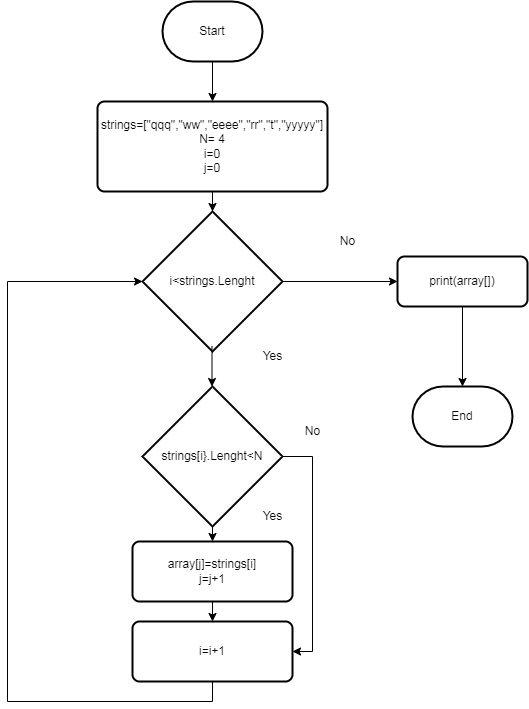 Start
strings=["qqq","ww","eeee","rr","t","yyyyy"]
N= 4
i=0
j=0
No
i<strings.Lenght
print(array[])
Yes
End
No
strings[i}.Lenght<N
Yes
array[j]=strings[i]
j=j+1
i=i+1